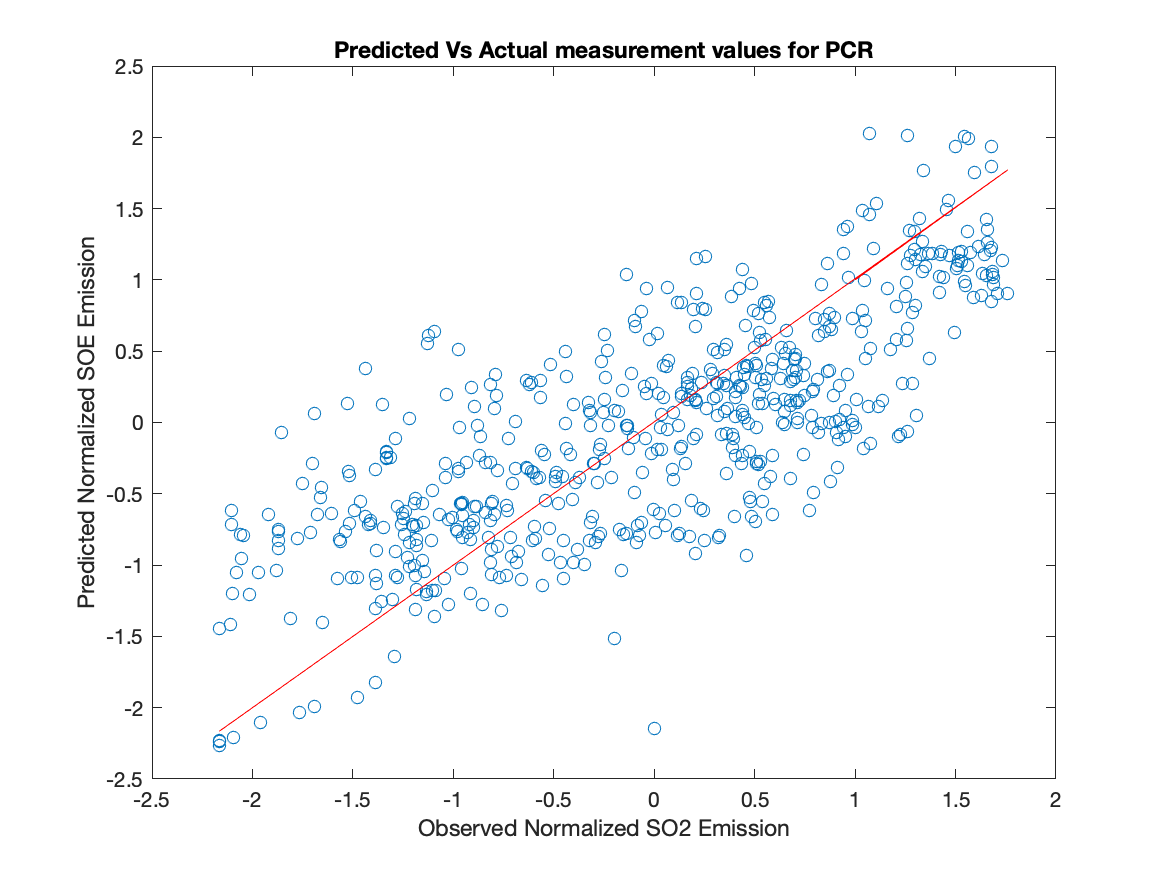 Predicted Vs Actual measurement values for PCR
2.5
2
1.5
1
0.5
0
-0.5
-1
-1.5
-2
-2.5
Predicted Normalized SOE Emission
-2.5 -2 -1.5 -1 -0.5 0 0.5 1 1.5 2
Observed Normalized SO2 Emission